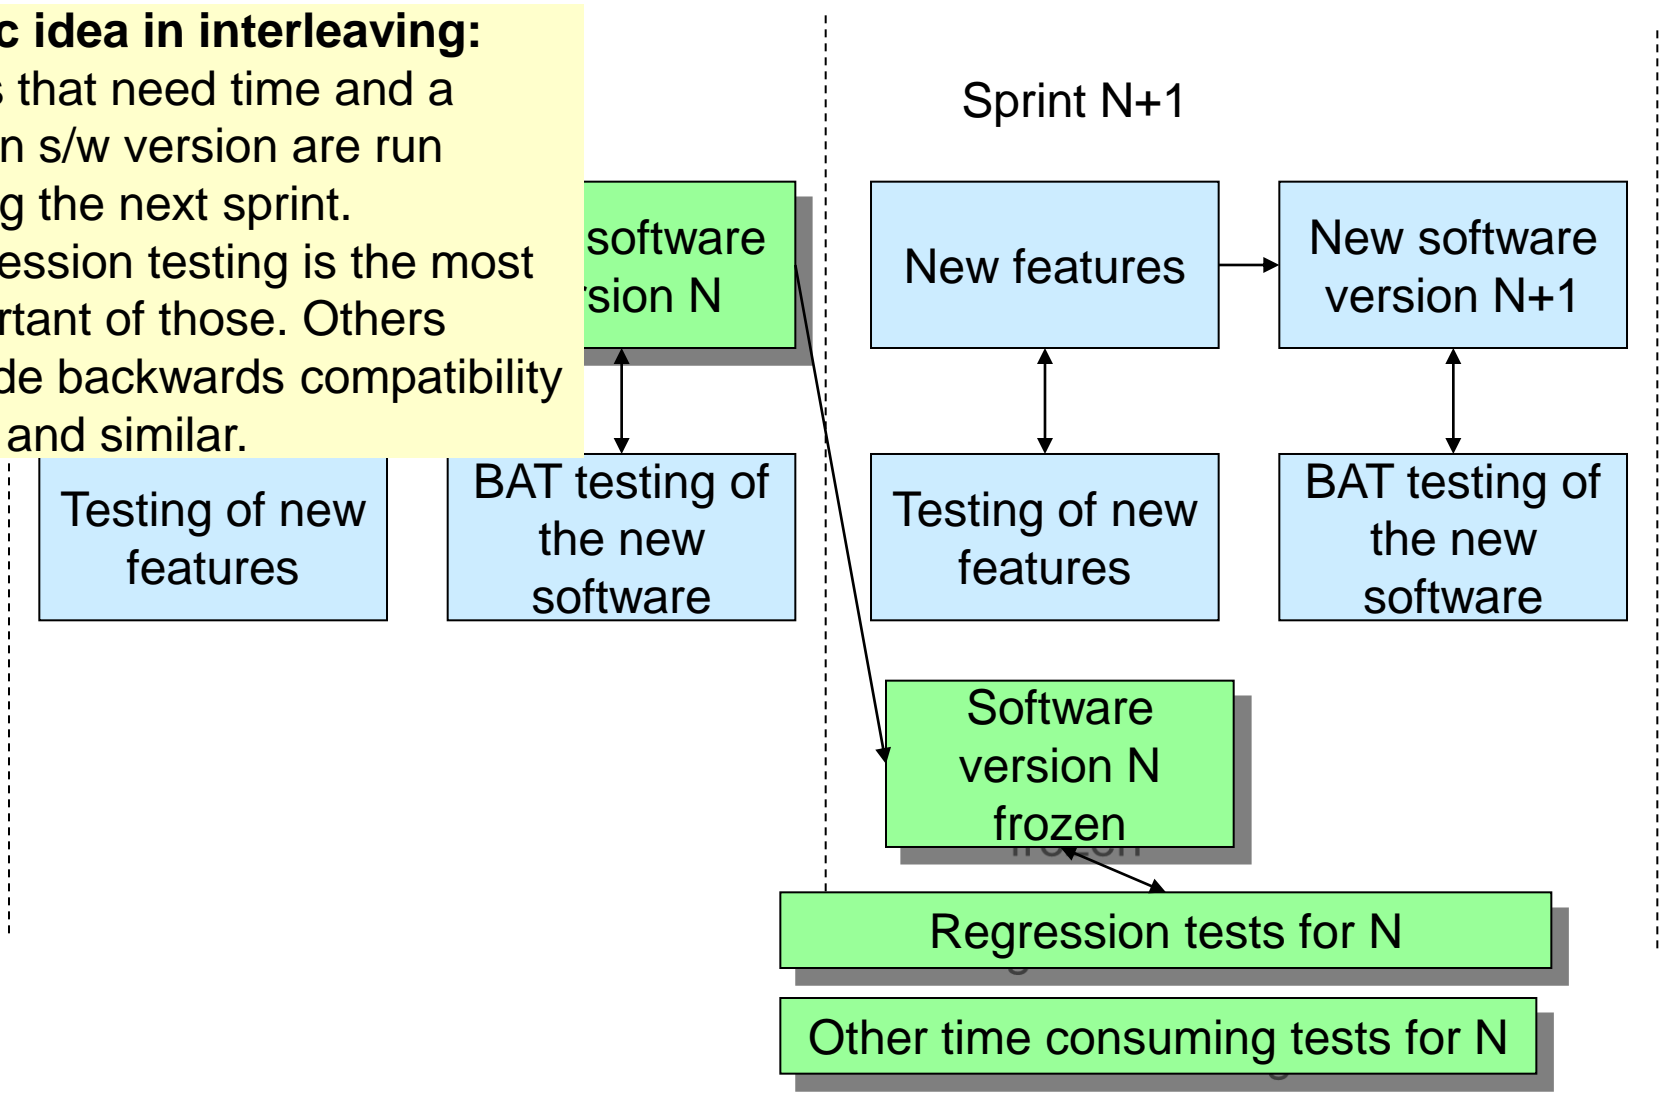 c idea in interleaving:
s that need time and a
n s/w version are run
g the next sprint.
ession testing is the most
rtant of those. Others
de backwards compatibility
and similar.
software
sion N
Testing of new
features
BAT testing of
the new
software
Sprint N+1
New features
New software
version N+1
Testing of new
features
BAT testing of
the new
software
Software
version N
frozen
Regression tests for N
Other time consuming tests for N